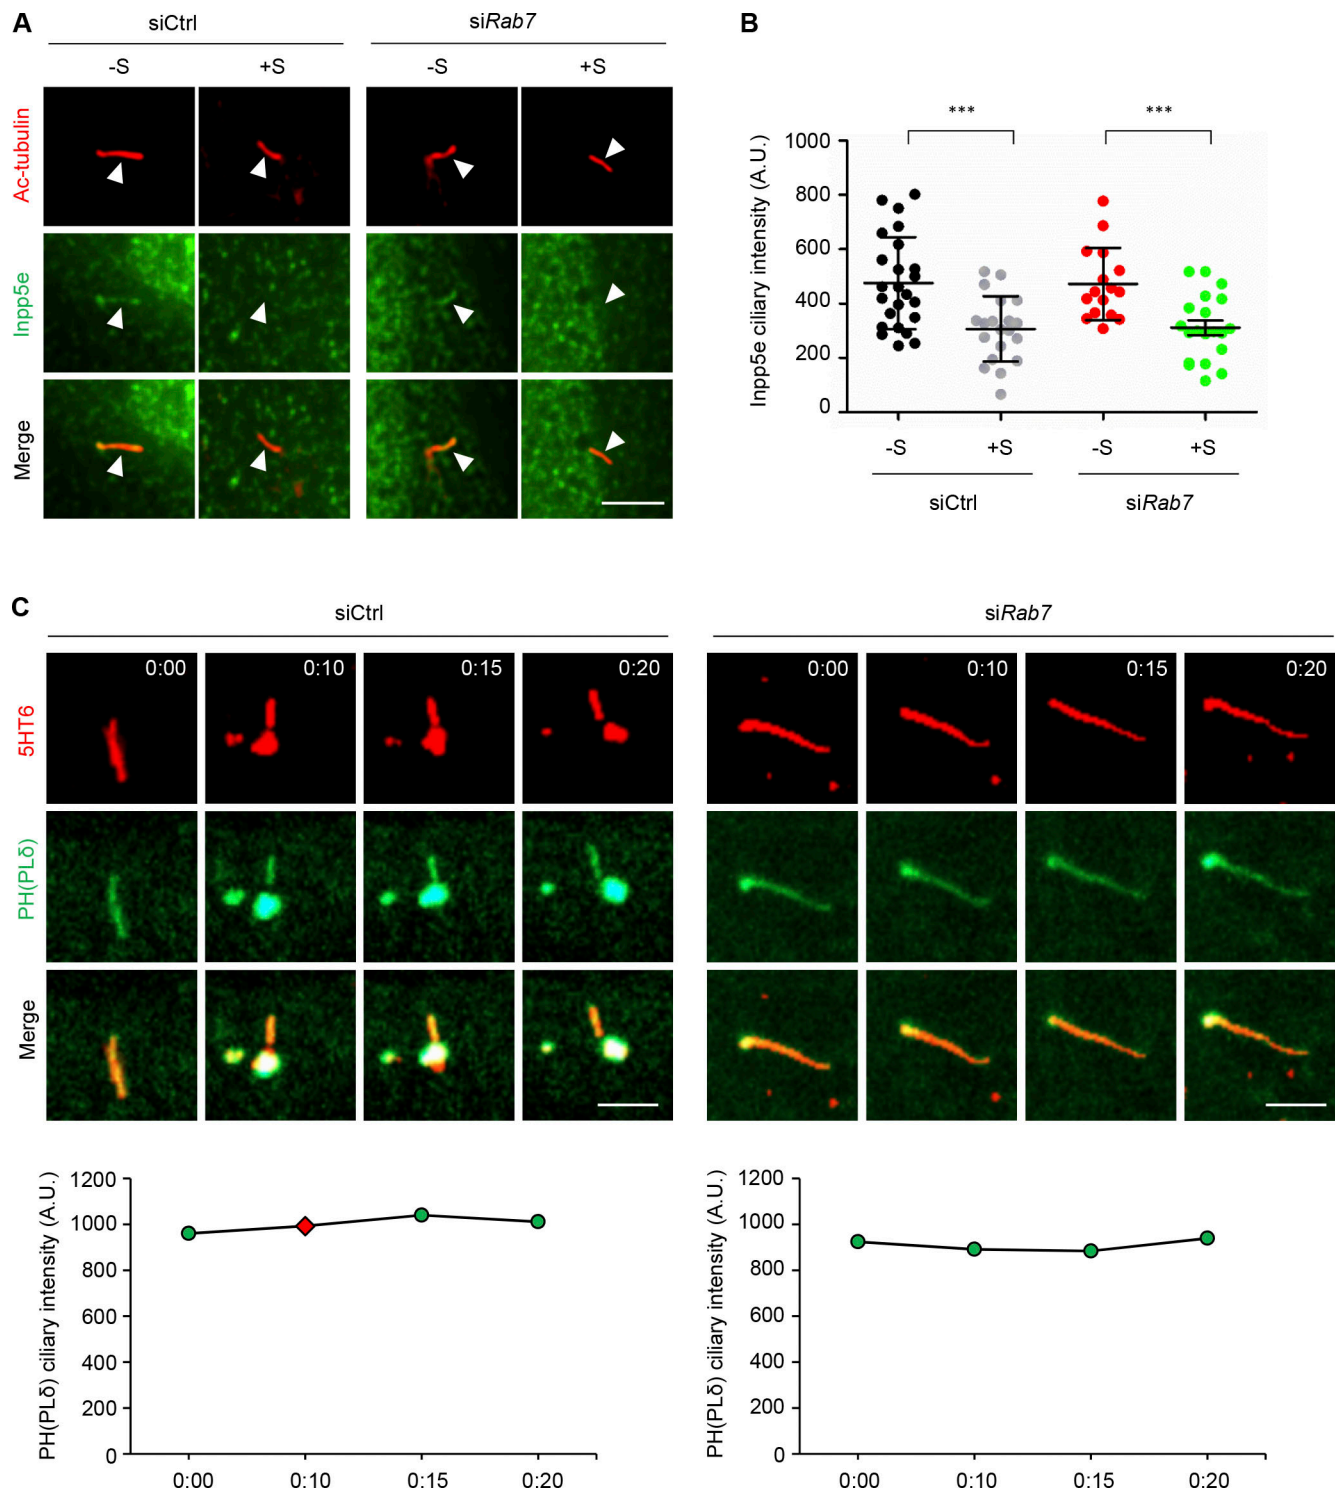 A
siCtrl
siRab7
-S
+S
-S
+S
Ac-tubulin
Inpp5e
Merge
B
***
***
Inpp5e ciliary intensity (A.U.)
1000
800
600
400
200
0
-S
+S
-S
+S
siCtrl
siRab7
C
siCtrl
siRab7
0:00
0:10
0:15
0:20
0:00
0:10
0:15
0:20
5HT6
PH(PLδ)
Merge
PH(PLδ) ciliary intensity (A.U.)
1200
1000
800
600
400
200
0
0:00
0:10
0:15
0:20
PH(PLδ) ciliary intensity (A.U.)
1200
1000
800
600
400
200
0
0:00
0:10
0:15
0:20